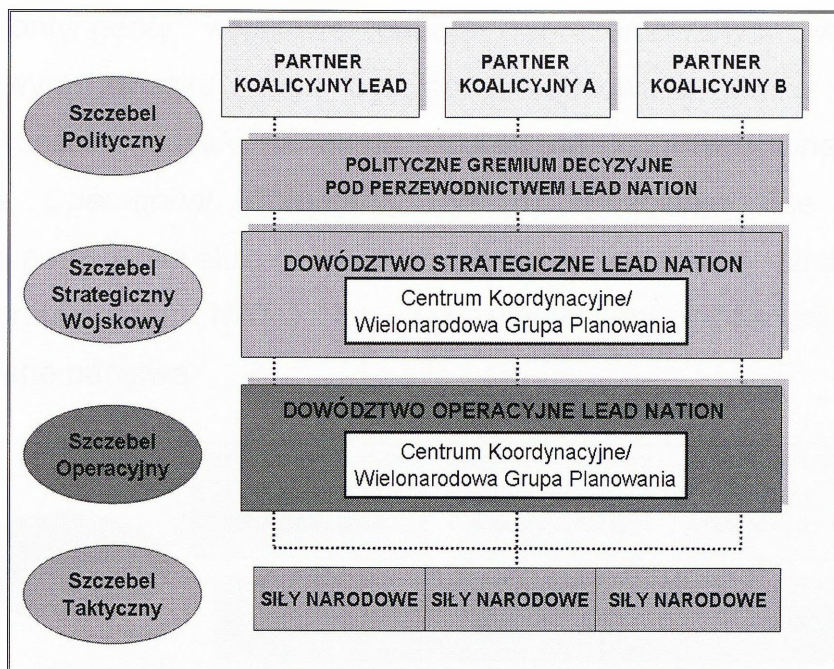 PARTNER
KOALICYJNY LEAD
PARTNER
KOALICYJNY A
PARTNER
KOALICYJNY B
Szczebel
Polityczny
POLITYCZNE GREMIUM DECYZYJNE
POD PERZEWODNICTWEM LEAD NATION
Szczebel
Strategiczny
Wojskowy
DOWÓDZTWO STRATEGICZNE LEAD NATION
Centrum Koordynacyjne/
Wielonarodowa Grupa Planowania
Szczebel
Operacyjny
DOWÓDZTWO OPERACYJNE LEAD NATION
Centrum Koordynacyjne/
Wielonarodowa Grupa Planowania
Szczebel
Taktyczny
SIŁY NARODOWE
SIŁY NARODOWE
SIŁY NARODOWE